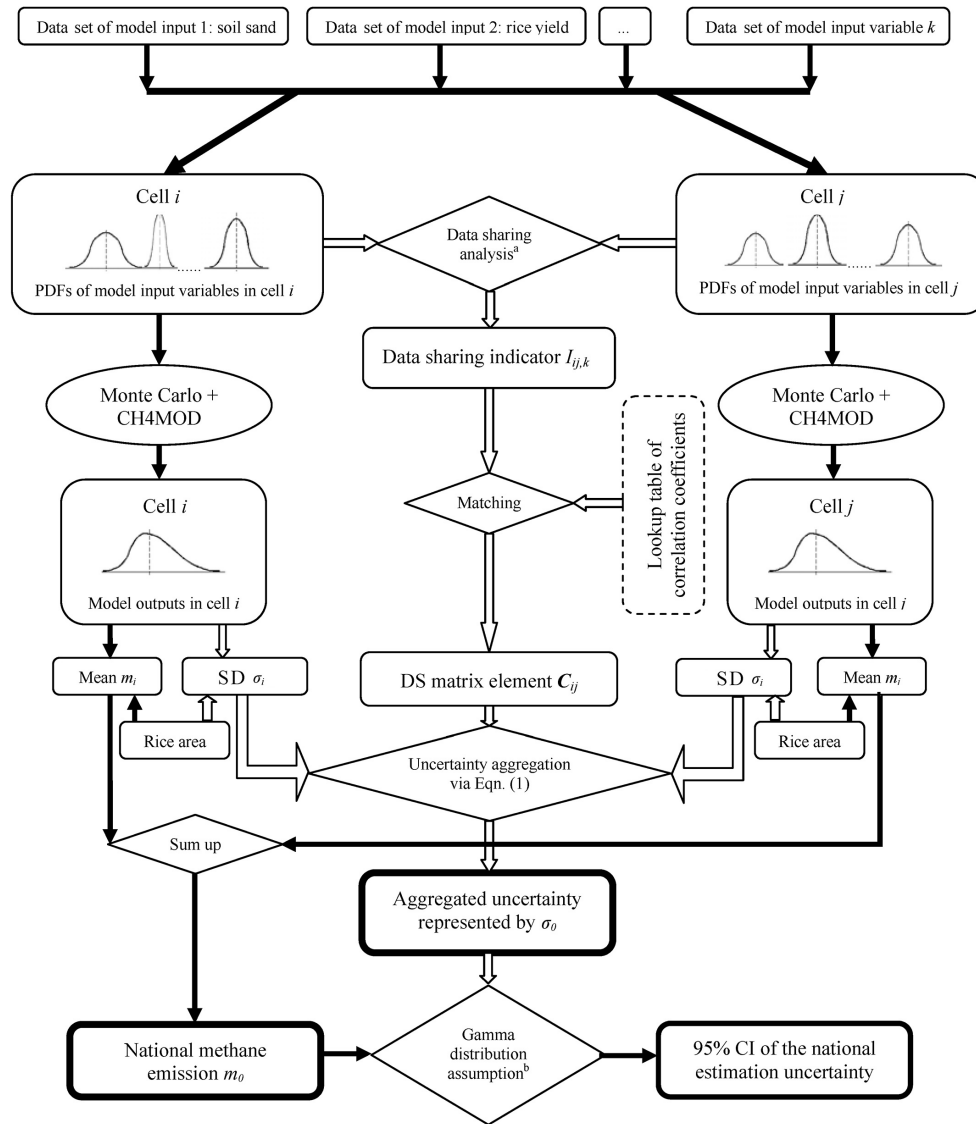 Data set of model input 1: soil sand
Data set of model input 2: rice yield
...
Data set of model input variable k
Cell i
......
PDFs of model input variables in cell i
Data sharing
analysisᵃ
Cell j
......
PDFs of model input variables in cell j
Data sharing indicator Iij,k
Monte Carlo +
CH4MOD
Monte Carlo +
CH4MOD
Lookup table of
correlation coefficients
Matching
Cell i
Model outputs in cell i
Cell j
Model outputs in cell j
Mean mi
SD σi
DS matrix element Cij
SD σi
Mean mi
Rice area
Rice area
Uncertainty aggregation
via Eqn. (1)
Sum up
Aggregated uncertainty
represented by σ0
National methane
emission m0
Gamma
distribution
assumptionᵇ
95% CI of the national
estimation uncertainty